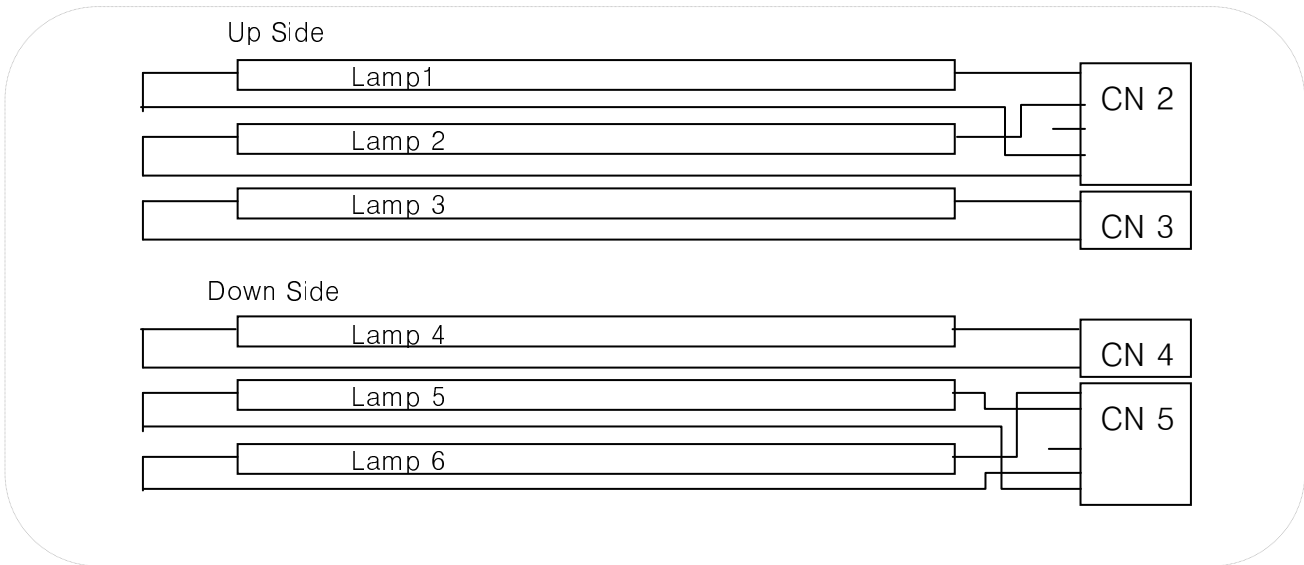 Up Side
Lamp1
CN 2
Lamp 2
Lamp 3
CN 3
Down Side
Lamp 4
CN 4
Lamp 5
CN 5
Lamp 6